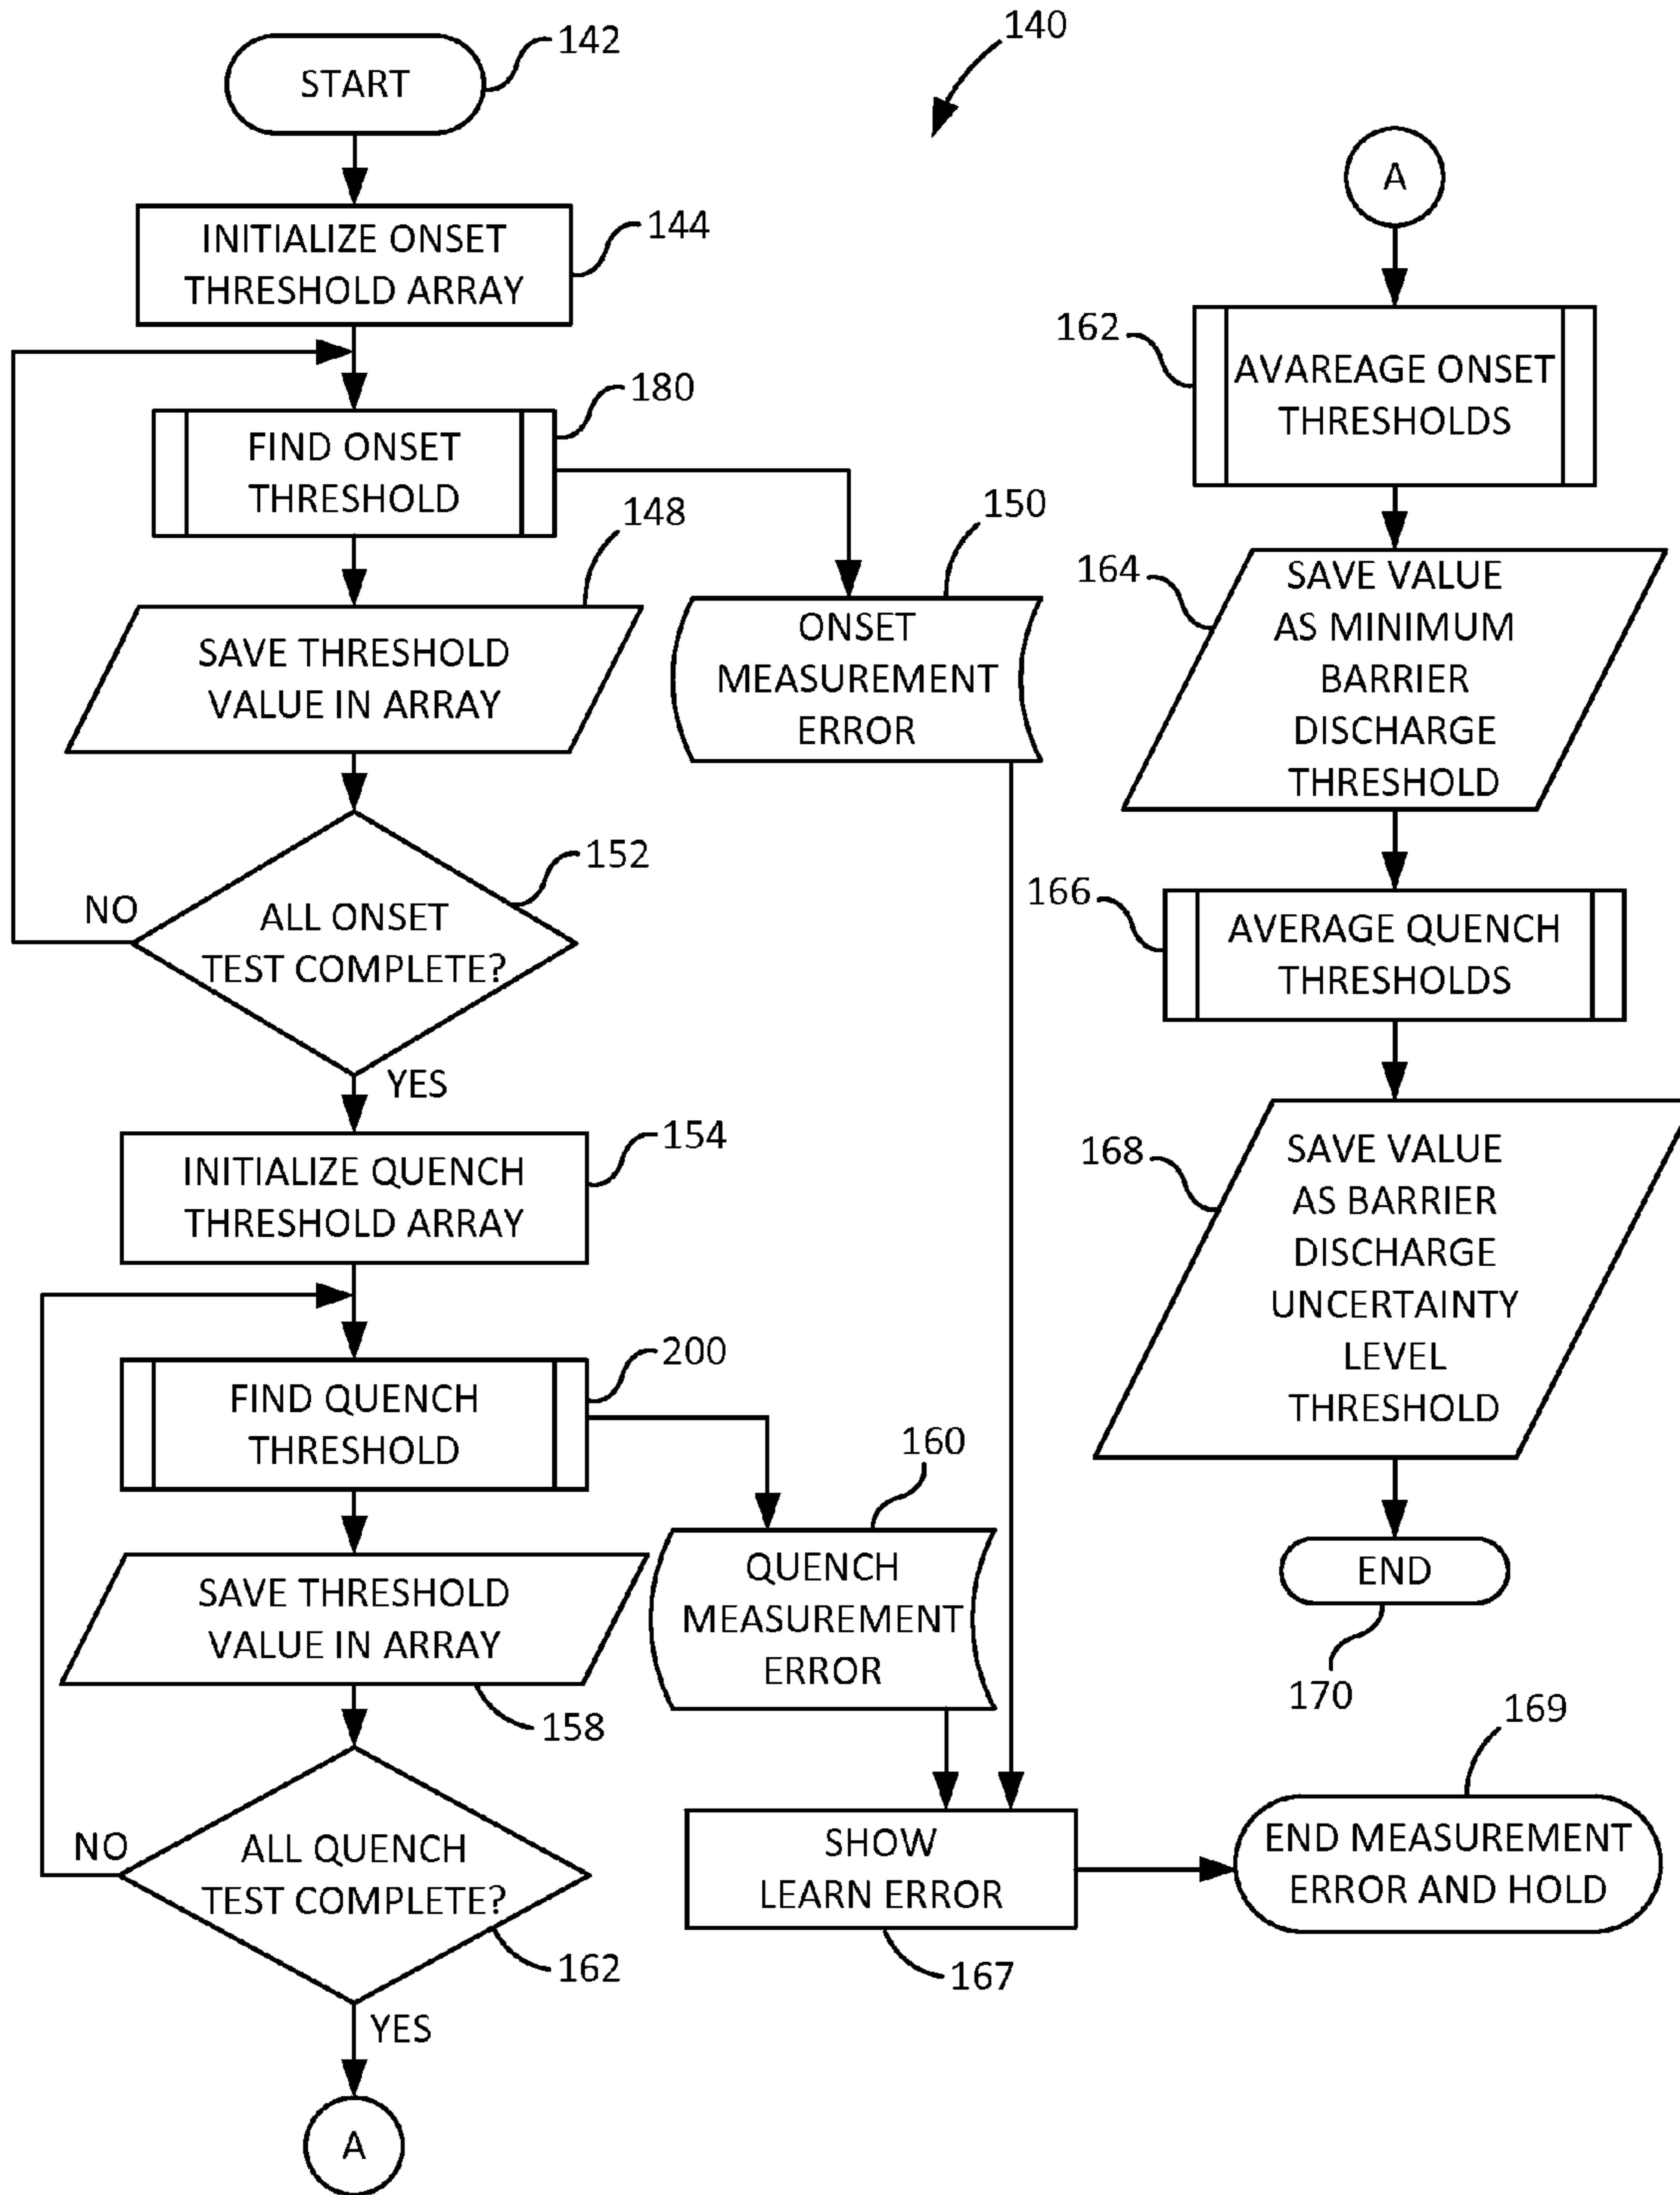 140
START
142
INITIALIZE ONSET
THRESHOLD ARRAY
144
FIND ONSET
THRESHOLD
180
148
SAVE THRESHOLD
VALUE IN ARRAY
150
ONSET
MEASUREMENT
ERROR
152
ALL ONSET
TEST COMPLETE?
NO
YES
INITIALIZE QUENCH
THRESHOLD ARRAY
154
FIND QUENCH
THRESHOLD
200
160
QUENCH
MEASUREMENT
ERROR
SAVE THRESHOLD
VALUE IN ARRAY
158
ALL QUENCH
TEST COMPLETE?
NO
162
YES
A
SHOW
LEARN ERROR
167
169
END MEASUREMENT
ERROR AND HOLD
A
162
AVAREAGE ONSET
THRESHOLDS
164
SAVE VALUE
AS MINIMUM
BARRIER
DISCHARGE
THRESHOLD
166
AVERAGE QUENCH
THRESHOLDS
168
SAVE VALUE
AS BARRIER
DISCHARGE
UNCERTAINTY
LEVEL
THRESHOLD
END
170